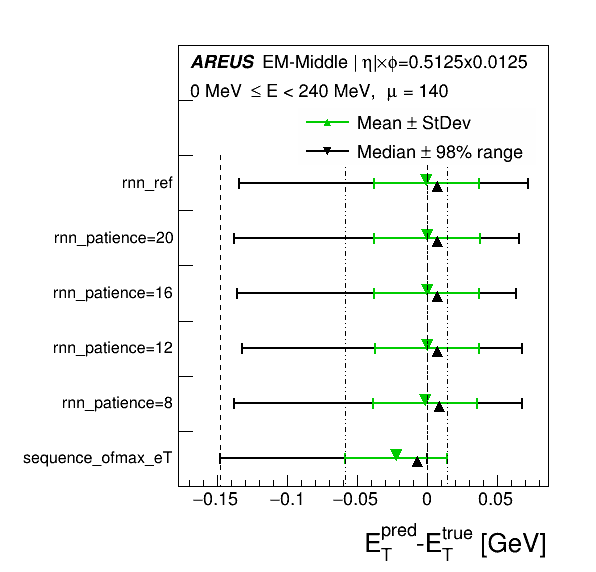 AREUS EM-Middle | η|×ϕ=0.5125x0.0125
0 MeV ≤ E < 240 MeV, μ = 140
Mean ± StDev
Median ± 98% range
rnn_ref
rnn_patience=20
rnn_patience=16
rnn_patience=12
rnn_patience=8
sequence_ofmax_eT
−0.15 −0.1 −0.05 0 0.05
E_T^pred-E_T^true [GeV]